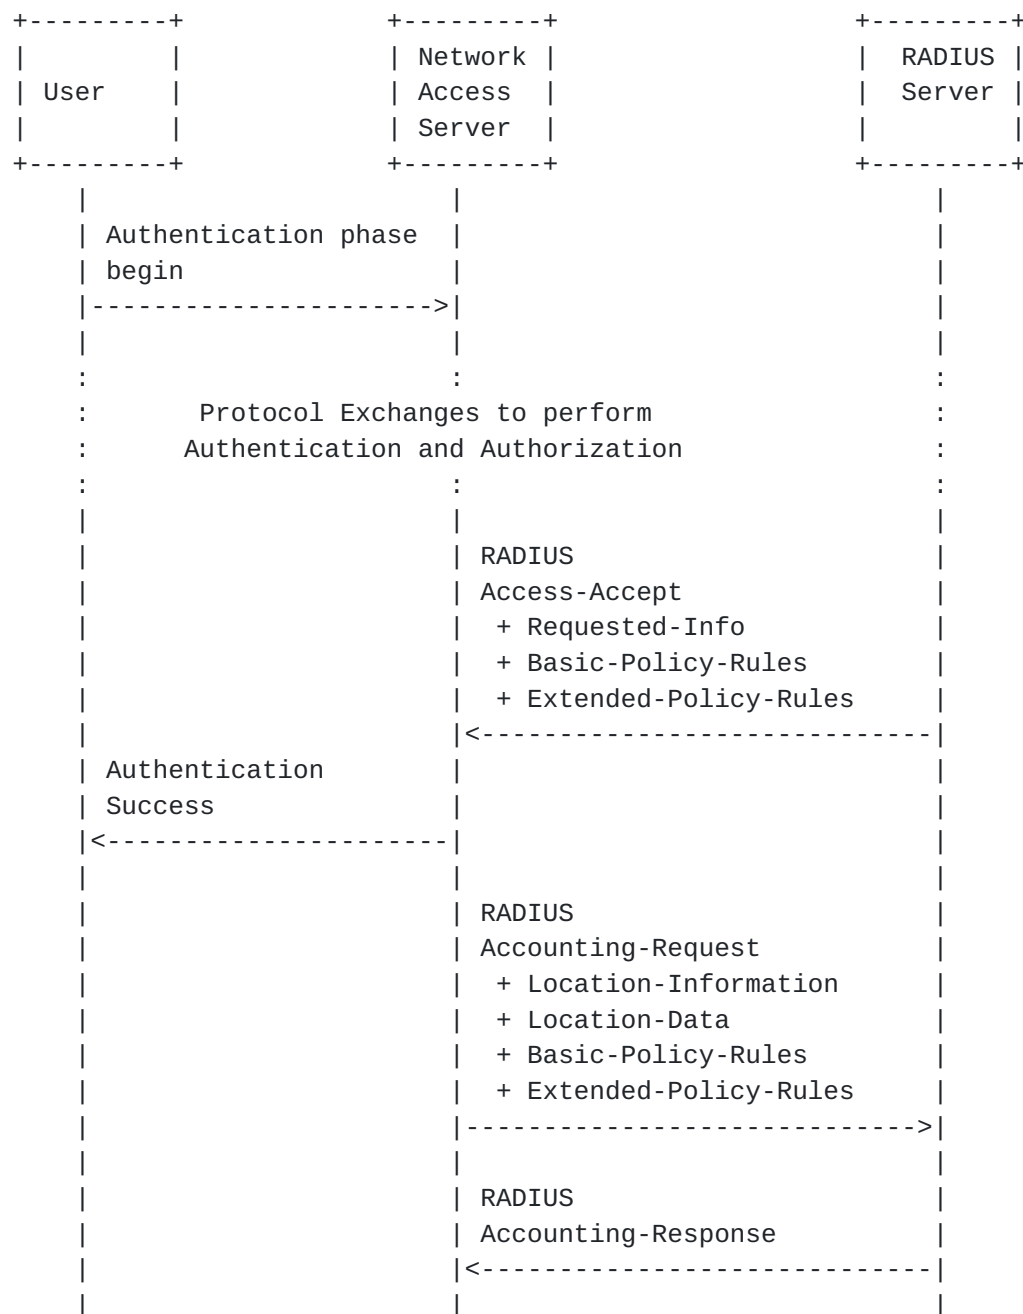 +---------+             +---------+                   +---------+
|         |             | Network |                   |  RADIUS |
| User    |             | Access  |                   |  Server |
|         |             | Server  |                   |         |
+---------+             +---------+                   +---------+
    |                       |                              |
    | Authentication phase  |                              |
    | begin                 |                              |
    |---------------------->|                              |
    |                       |                              |
    :                       :                              :
    :       Protocol Exchanges to perform                  :
    :      Authentication and Authorization                :
    :                       :                              :
    |                       |                              |
    |                       | RADIUS                       |
    |                       | Access-Accept                |
    |                       |  + Requested-Info            |
    |                       |  + Basic-Policy-Rules        |
    |                       |  + Extended-Policy-Rules     |
    |                       |<-----------------------------|
    | Authentication        |                              |
    | Success               |                              |
    |<----------------------|                              |
    |                       |                              |
    |                       | RADIUS                       |
    |                       | Accounting-Request           |
    |                       |  + Location-Information      |
    |                       |  + Location-Data             |
    |                       |  + Basic-Policy-Rules        |
    |                       |  + Extended-Policy-Rules     |
    |                       |----------------------------->|
    |                       |                              |
    |                       | RADIUS                       |
    |                       | Accounting-Response          |
    |                       |<-----------------------------|
    |                       |                              |